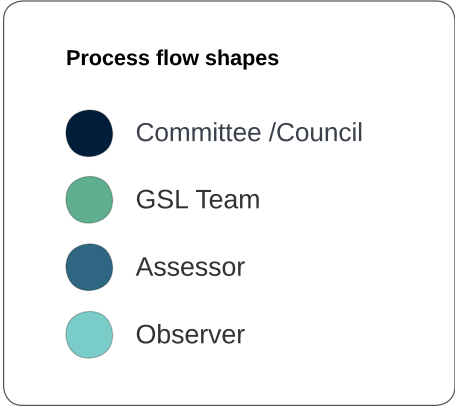 Process flow shapes
Committee /Council
GSL Team
Assessor
Observer